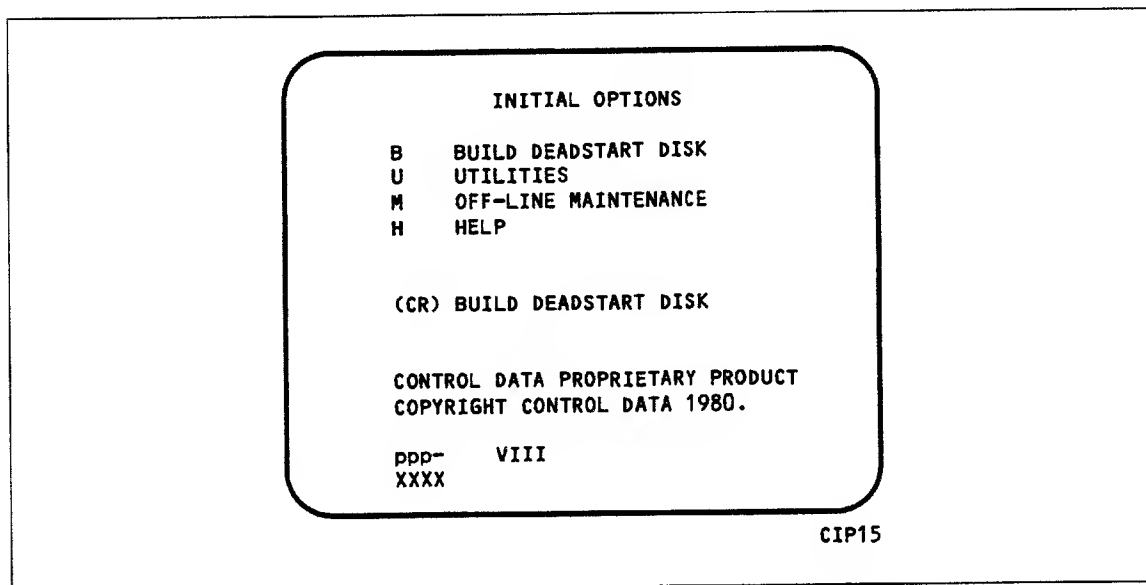 INITIAL OPTIONS
B BUILD DEADSTART DISK
U UTILITIES
M OFF-LINE MAINTENANCE
H HELP
(CR) BUILD DEADSTART DISK
CONTROL DATA PROPRIETARY PRODUCT
COPYRIGHT CONTROL DATA 1980.
ppp- VIII
XXXX
CIP15